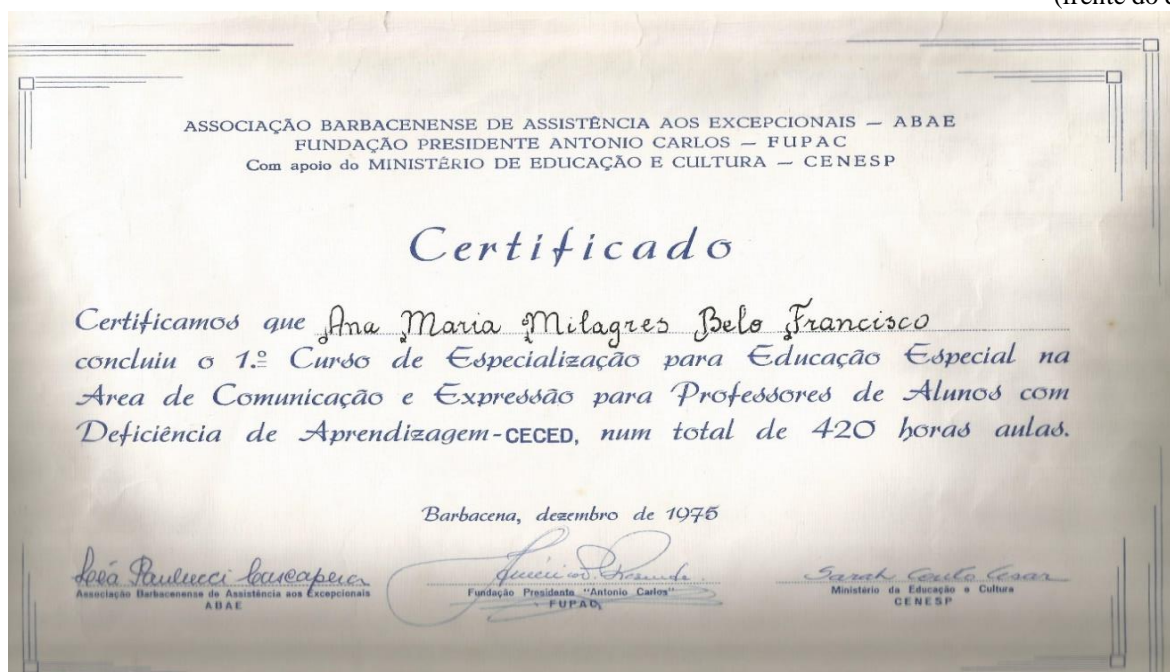 (frente do
ASSOCIAÇÃO BARBACENENSE DE ASSISTÊNCIA AOS EXCEPCIONAIS — ABAE
FUNDAÇÃO PRESIDENTE ANTONIO CARLOS — FUPAC
Com apoio do MINISTÉRIO DE EDUCAÇÃO E CULTURA — CENESP
Certificado
Certificamos que Ana Maria Milagres Belo Francisco
concluiu o 1.º Curso de Especialização para Educação Especial na
Area de Comunicação e Expressão para Professores de Alunos com
Deficiência de Aprendizagem-CECED, num total de 420 horas aulas.
Barbacena, dezembro de 1975
Paulucci
Sarah Couto Cesar
Associação Barbacenense de Assistência aos Excepcionais
ABAE
Fundação Presidente "Antonio Carlos"
FUPAC
Ministério da Educação e Cultura
CENESP